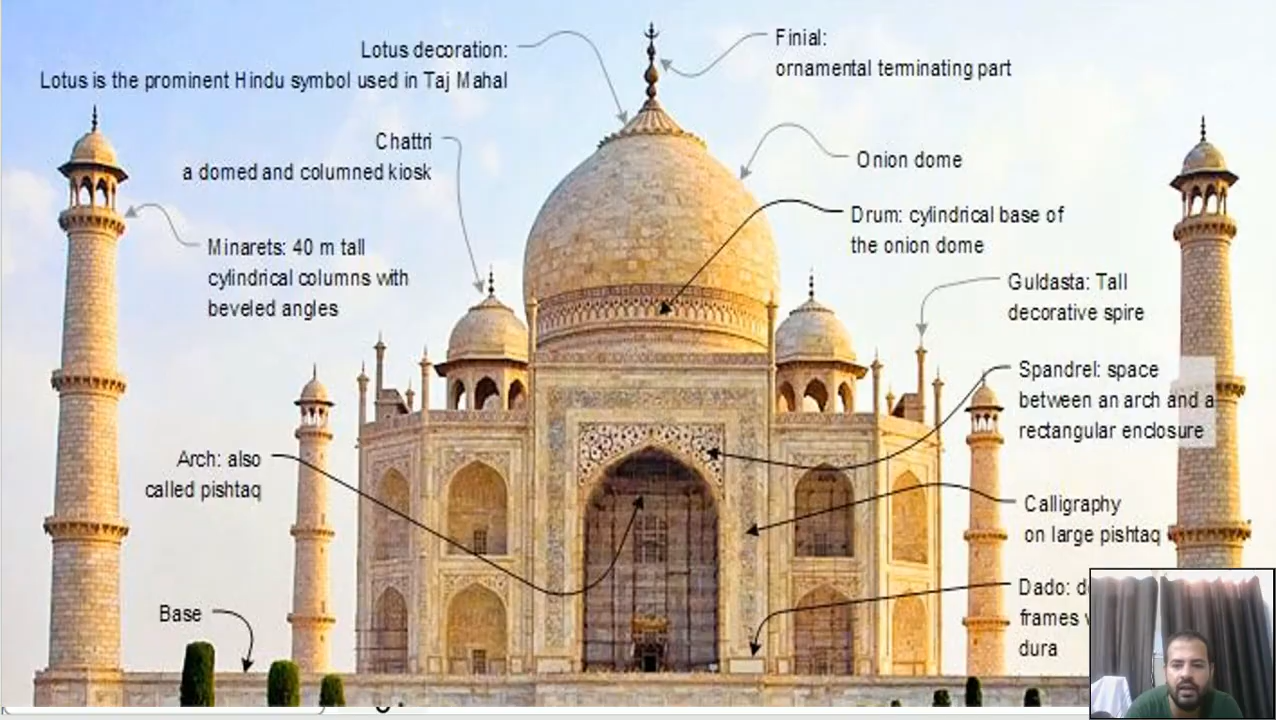 Lotus decoration:
Lotus is the prominent Hindu symbol used in Taj Mahal
Finial:
ornamental terminating part
Chattri
a domed and columned kiosk
Onion dome
Drum: cylindrical base of
the onion dome
Minarets: 40 m tall
cylindrical columns with
beveled angles
Guldasta: Tall
decorative spire
Spandrel: space
between an arch and a
rectangular enclosure
Arch: also
called pishtaq
Calligraphy
on large pishtaq
Base
Dado:
frames
dura